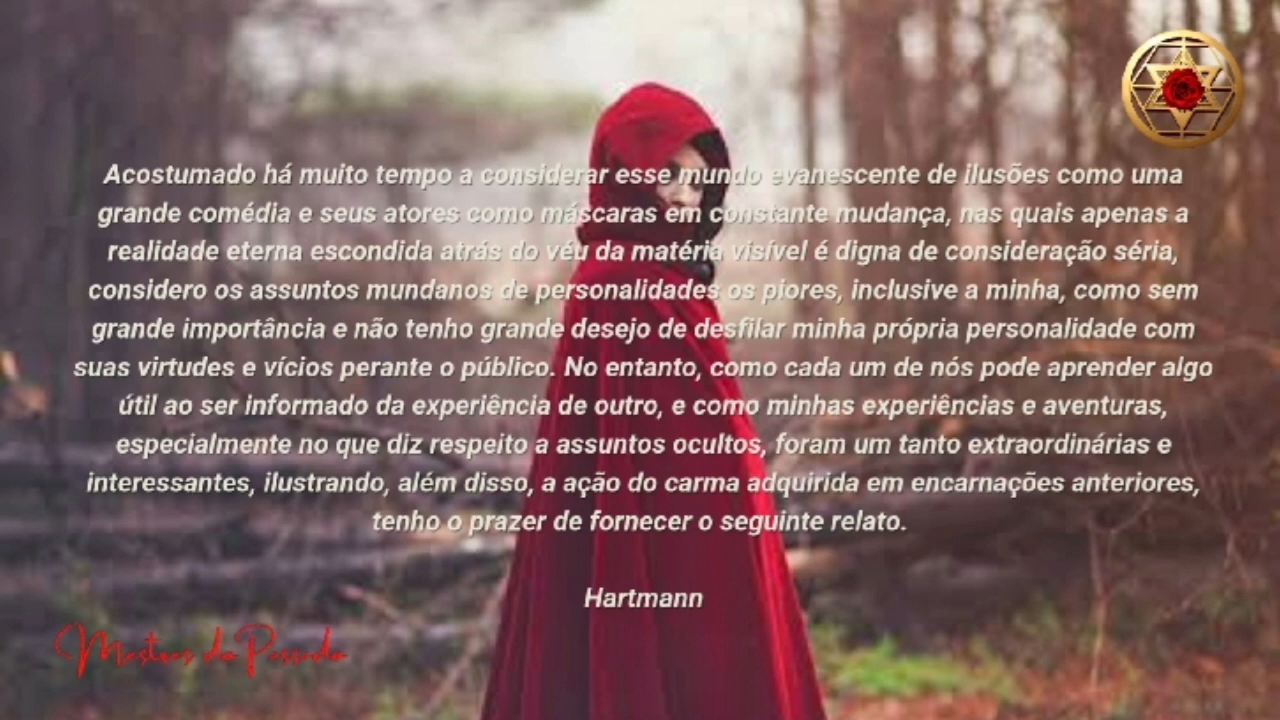 Acostumado há muito tempo a considerar esse mundo evanescente de ilusões como uma
grande comédia e seus atores como máscaras em constante mudança, nas quais apenas a
realidade eterna escondida atrás do véu da matéria visível é digna de consideração séria,
considero os assuntos mundanos de personalidades os piores, inclusive a minha, como sem
grande importância e não tenho grande desejo de desfilar minha própria personalidade com
suas virtudes e vícios perante o público. No entanto, como cada um de nós pode aprender algo
útil ao ser informado da experiência de outro, e como minhas experiências e aventuras,
especialmente no que diz respeito a assuntos ocultos, foram um tanto extraordinárias e
interessantes, ilustrando, além disso, a ação do carma adquirida em encarnações anteriores,
tenho o prazer de fornecer o seguinte relato.
Hartmann
Mestres do Passado